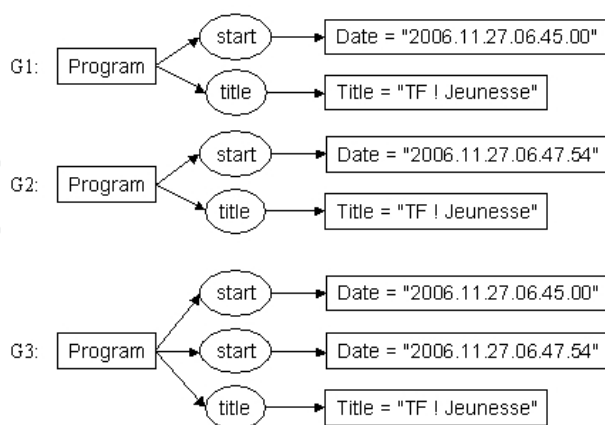 start Date = "2006.11.27.06.45.00"
G1: Program
title Title = "TF ! Jeunesse"
start Date = "2006.11.27.06.47.54"
G2: Program
title Title = "TF ! Jeunesse"
start Date = "2006.11.27.06.45.00"
G3: Program start Date = "2006.11.27.06.47.54"
title Title = "TF ! Jeunesse"